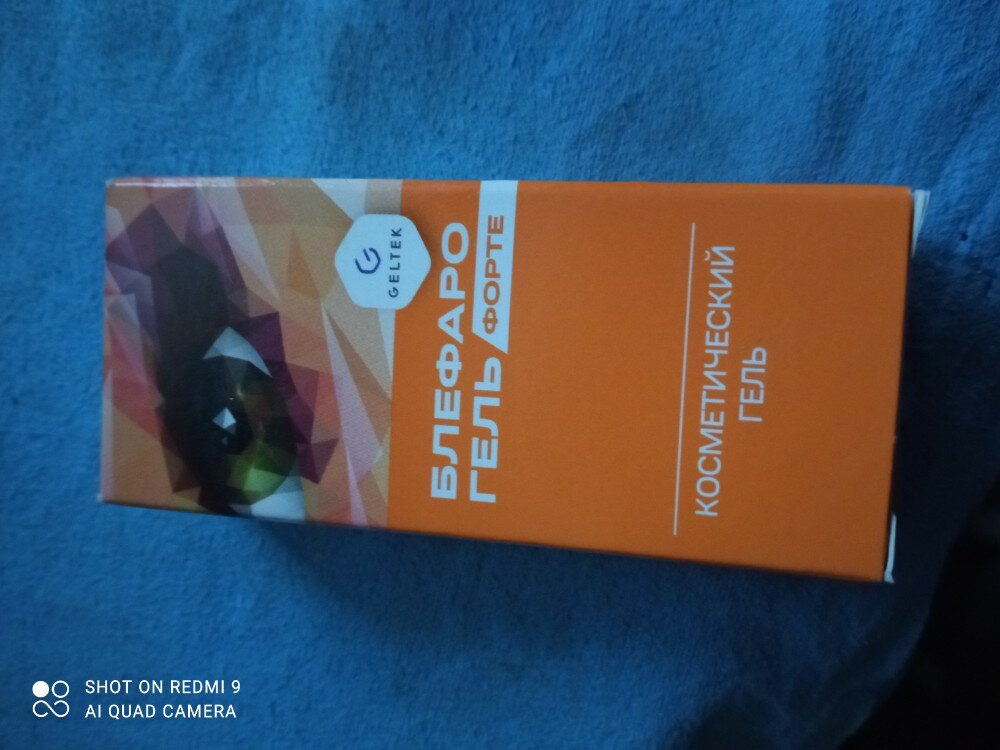 GELTEK
БЛЕФАРО
ГЕЛЬ ФОРТЕ
КОСМЕТИЧЕСКИЙ
ГЕЛЬ
SHOT ON REDMI 9
AI QUAD CAMERA